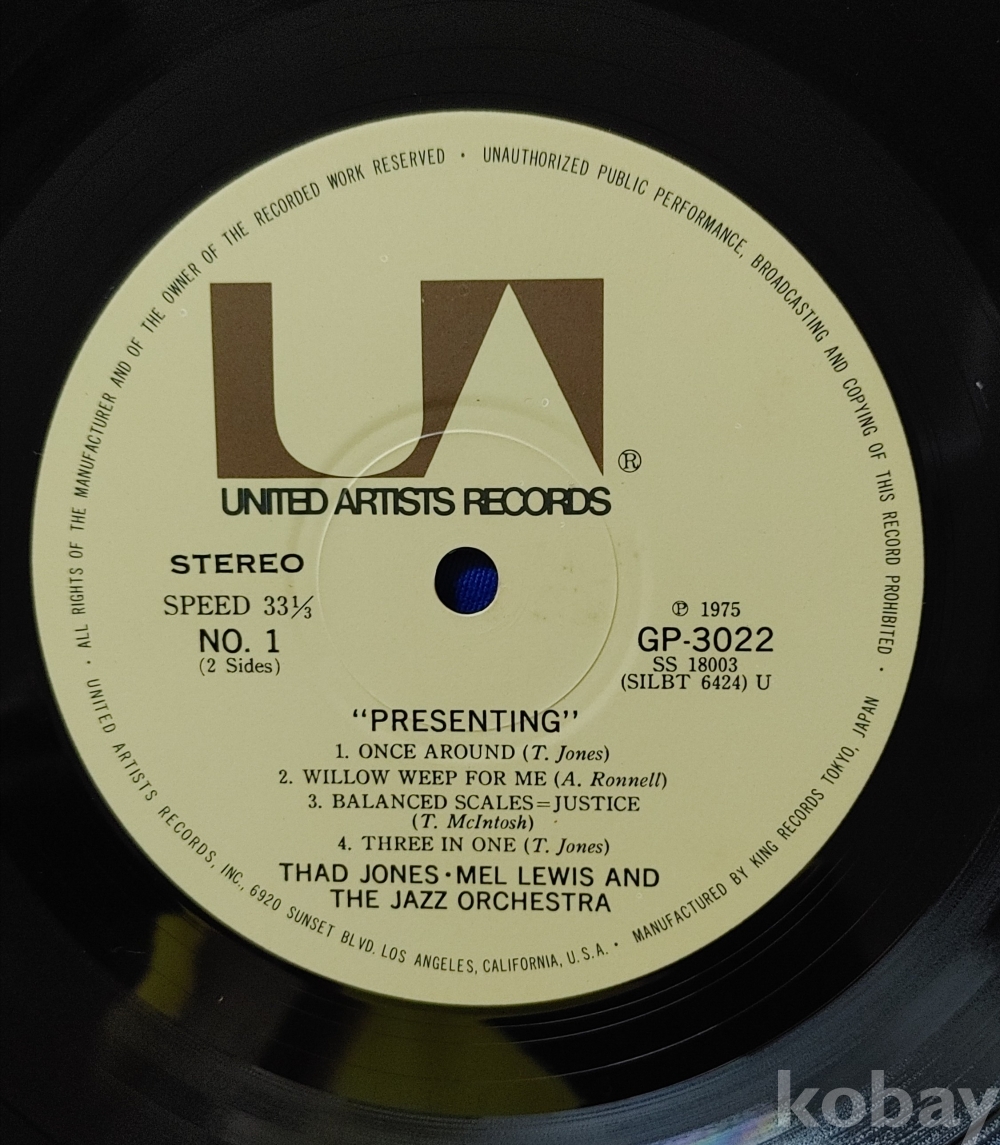 ALL RIGHTS OF THE MANUFACTURER AND OF THE OWNER OF THE RECORDED WORK RESERVED · UNAUTHORIZED PUBLIC PERFORMANCE, BROADCASTING AND COPYING OF THIS RECORD PROHIBITED ·
UA
®
UNITED ARTISTS RECORDS
STEREO
SPEED 33⅓
NO. 1
(2 Sides)
℗ 1975
GP-3022
SS 18003
(SILBT 6424) U
“PRESENTING”
1. ONCE AROUND (T. Jones)
2. WILLOW WEEP FOR ME (A. Ronnell)
3. BALANCED SCALES=JUSTICE
(T. McIntosh)
4. THREE IN ONE (T. Jones)
THAD JONES·MEL LEWIS AND
THE JAZZ ORCHESTRA
UNITED ARTISTS RECORDS, INC., 6920 SUNSET BLVD. LOS ANGELES, CALIFORNIA, U.S.A. · MANUFACTURED BY KING RECORDS TOKYO, JAPAN
kobay